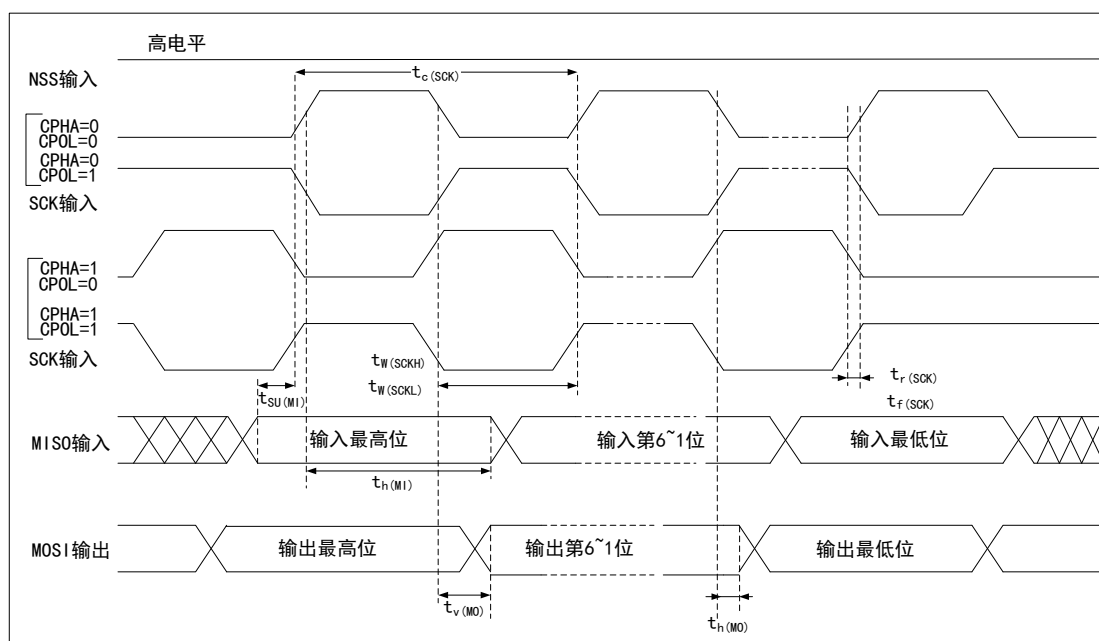 高电平
NSS输入
t_c(SCK)
CPHA=0
CPOL=0
CPHA=0
CPOL=1
SCK输入
CPHA=1
CPOL=0
CPHA=1
CPOL=1
SCK输入
t_W(SCKH)
t_W(SCKL)
t_r(SCK)
t_f(SCK)
t_SU(MI)
MISO输入
输入最高位
输入第6~1位
输入最低位
t_h(MI)
MOSI输出
输出最高位
输出第6~1位
输出最低位
t_v(MO)
t_h(MO)